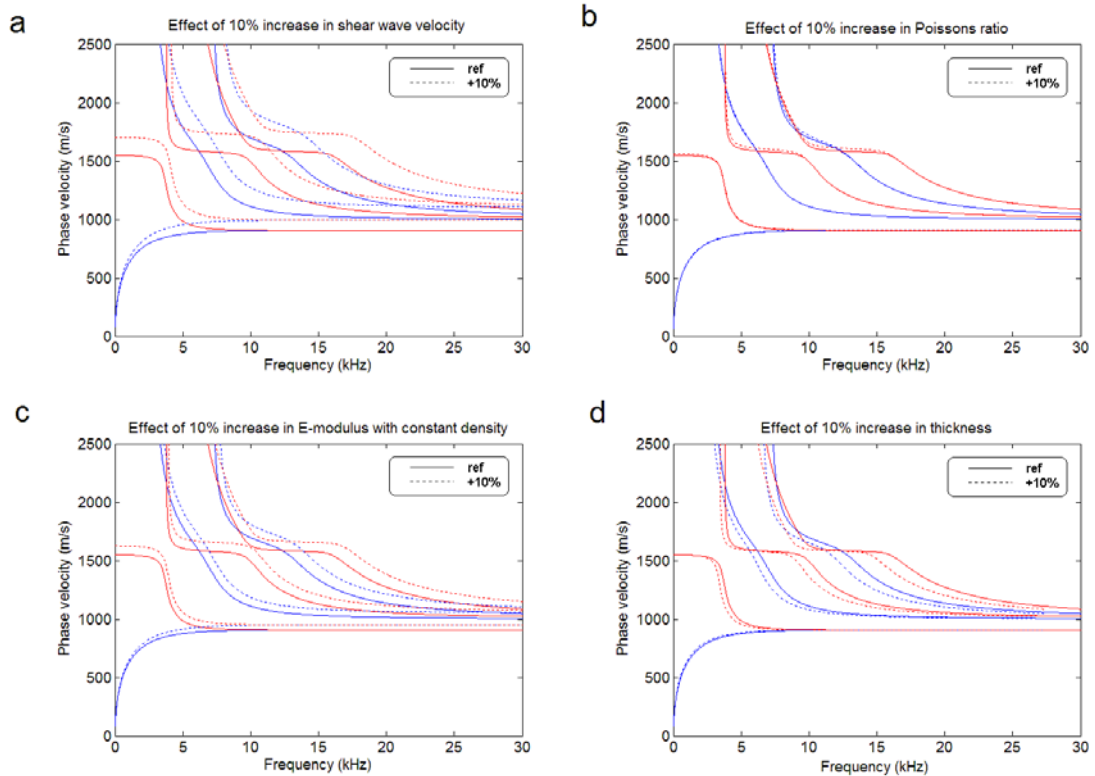 a
Effect of 10% increase in shear wave velocity
2500
2000
1500
1000
500
0
Phase velocity (m/s)
ref
+10%
0 5 10 15 20 25 30
Frequency (kHz)
b
Effect of 10% increase in Poissons ratio
2500
2000
1500
1000
500
0
Phase velocity (m/s)
ref
+10%
0 5 10 15 20 25 30
Frequency (kHz)
c
Effect of 10% increase in E-modulus with constant density
2500
2000
1500
1000
500
0
Phase velocity (m/s)
ref
+10%
0 5 10 15 20 25 30
Frequency (kHz)
d
Effect of 10% increase in thickness
2500
2000
1500
1000
500
0
Phase velocity (m/s)
ref
+10%
0 5 10 15 20 25 30
Frequency (kHz)